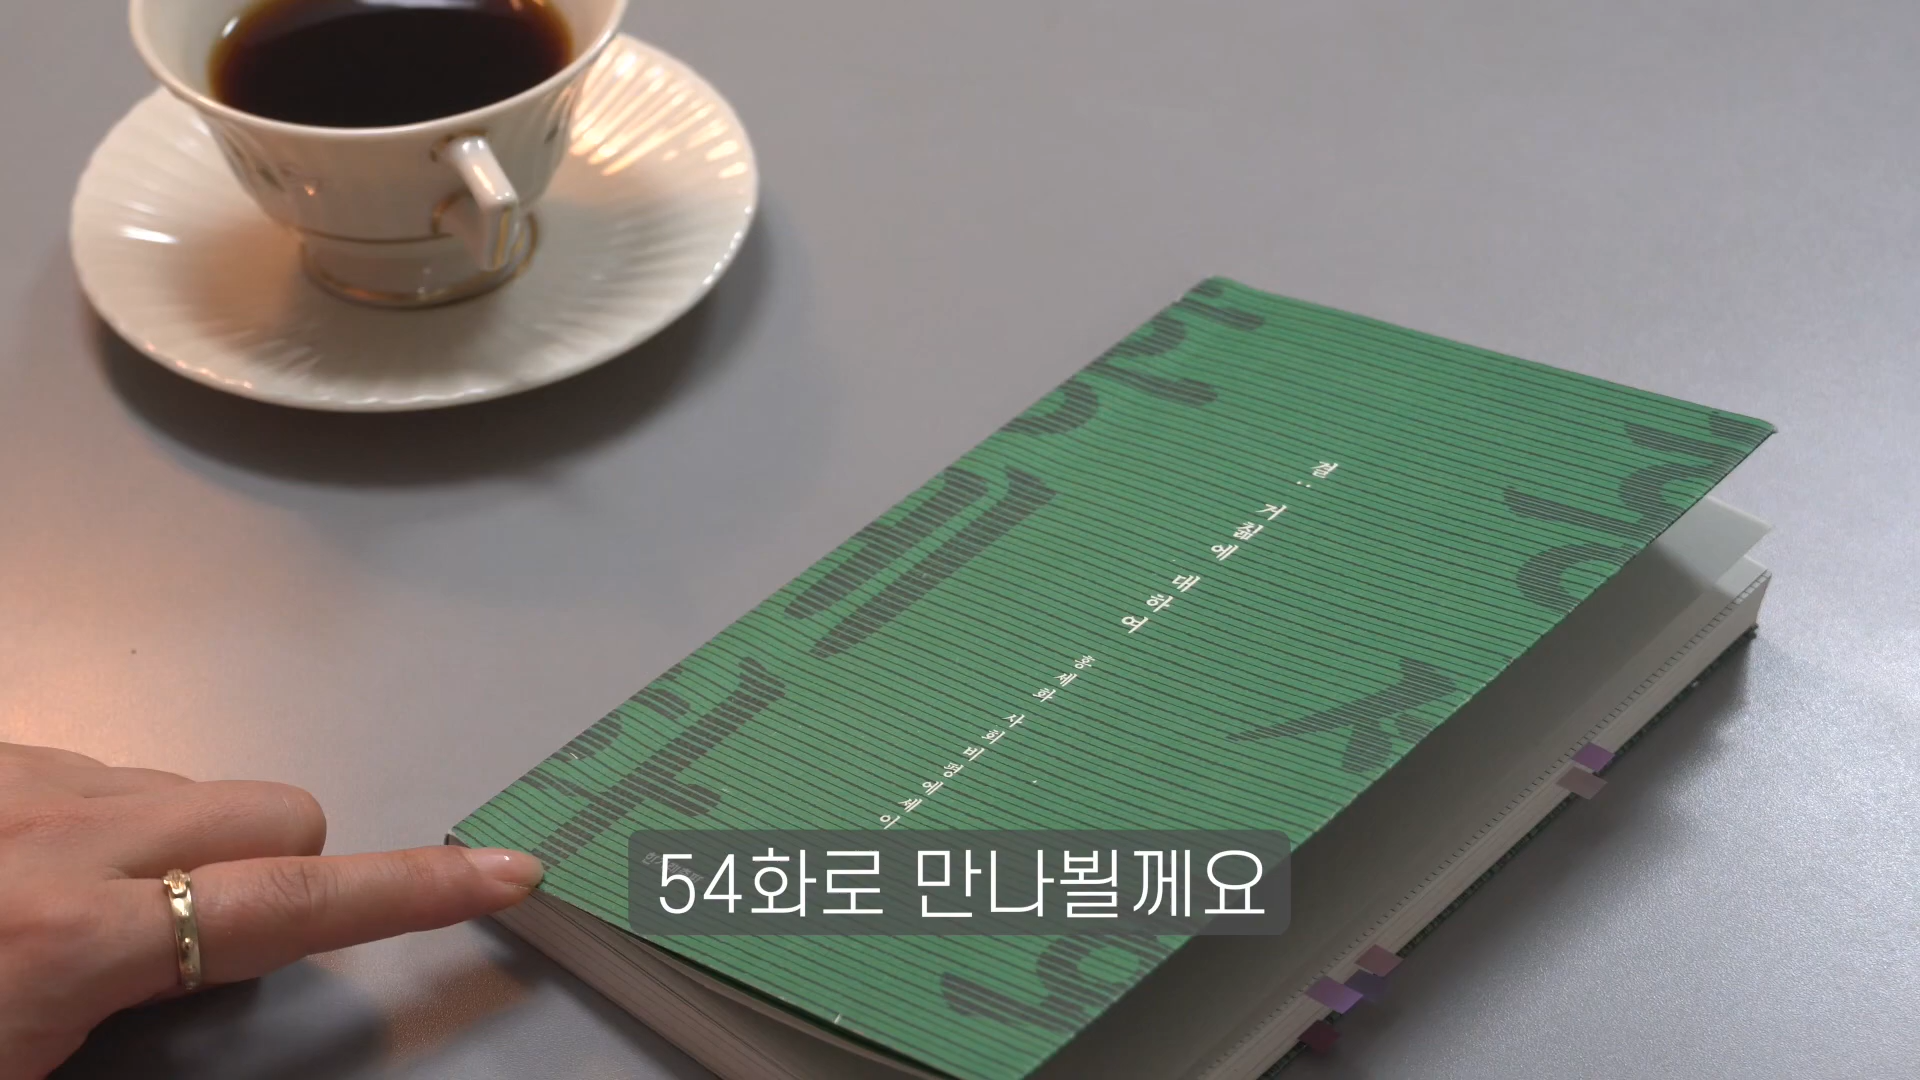 겹:: 거칢에 대하여
홍세화 사회비평에세이
54화로 만나뵐께요